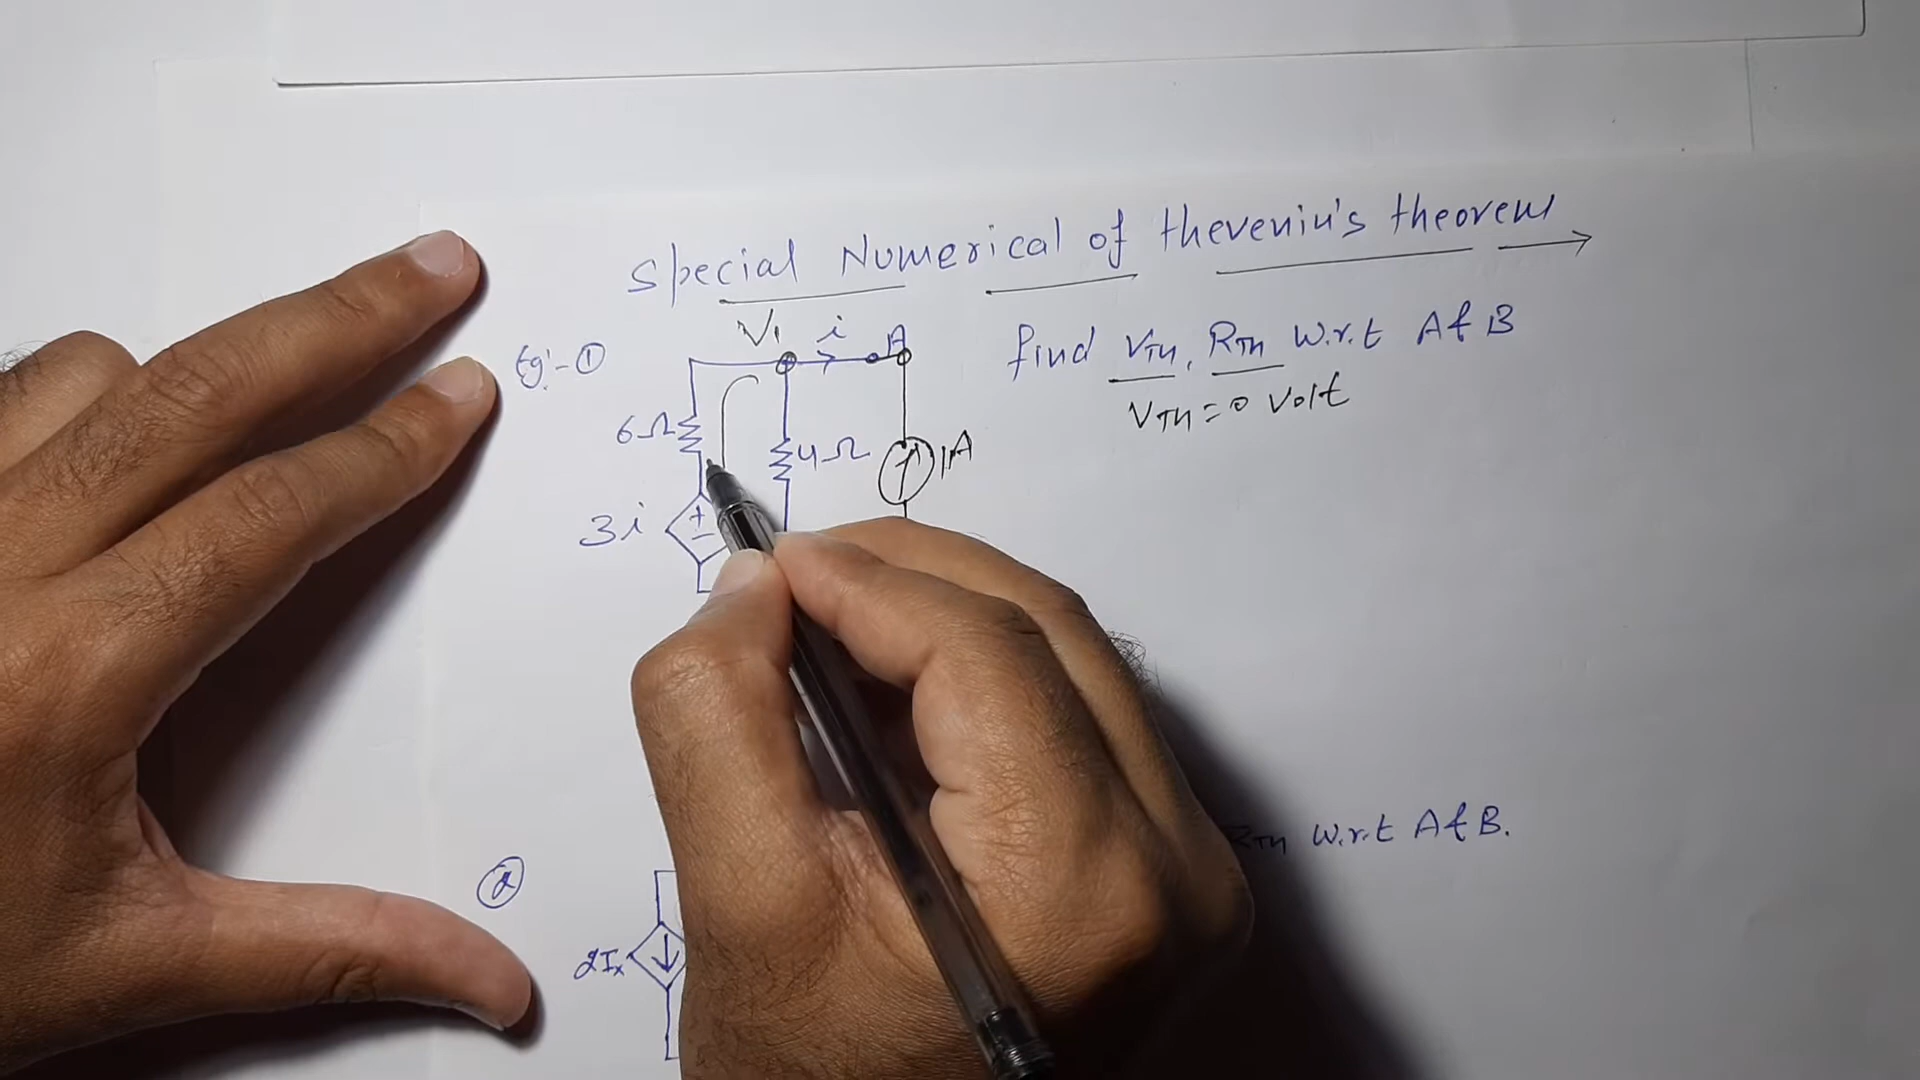 Special Numerical of thevenin's theorem
Eg:- ①
V1
i
A
find VTH, RTH w.r.t A & B
VTH = 0 Volt
6Ω
4Ω
1A
3i
+
-
RTH w.r.t A & B.
②
2Ix